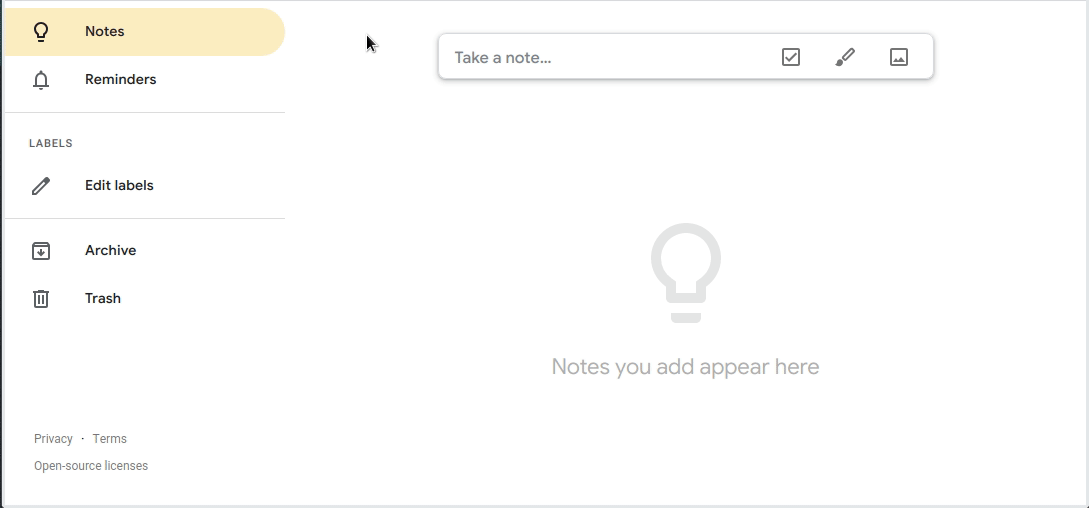 Notes
Reminders
LABELS
Edit labels
Archive
Trash
Privacy · Terms
Open-source licenses
Take a note...
Notes you add appear here